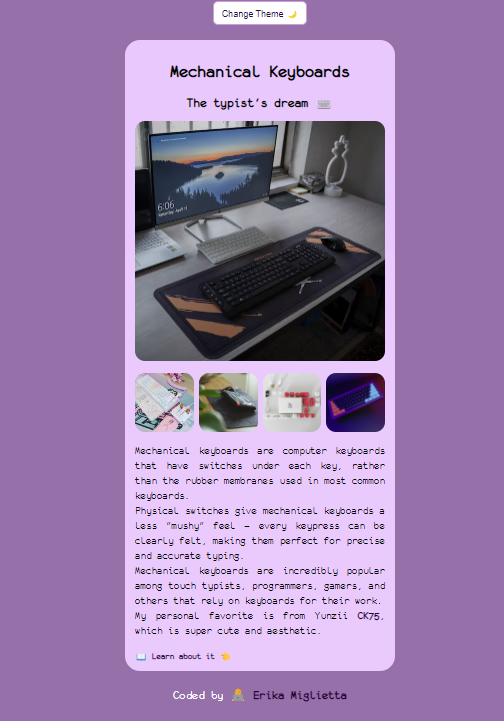 Change Theme 🌙
Mechanical Keyboards
The typist's dream ⌨️
6:06
Saturday, April 11
Mechanical keyboards are computer keyboards
that have switches under each key, rather
than the rubber membranes used in most common
keyboards.
Physical switches give mechanical keyboards a
less "mushy" feel – every keypress can be
clearly felt, making them perfect for precise
and accurate typing.
Mechanical keyboards are incredibly popular
among touch typists, programmers, gamers, and
others that rely on keyboards for their work.
My personal favorite is from Yunzii CK75,
which is super cute and aesthetic.
📖 Learn about it 👈
Coded by 👩‍💻 Erika Miglietta